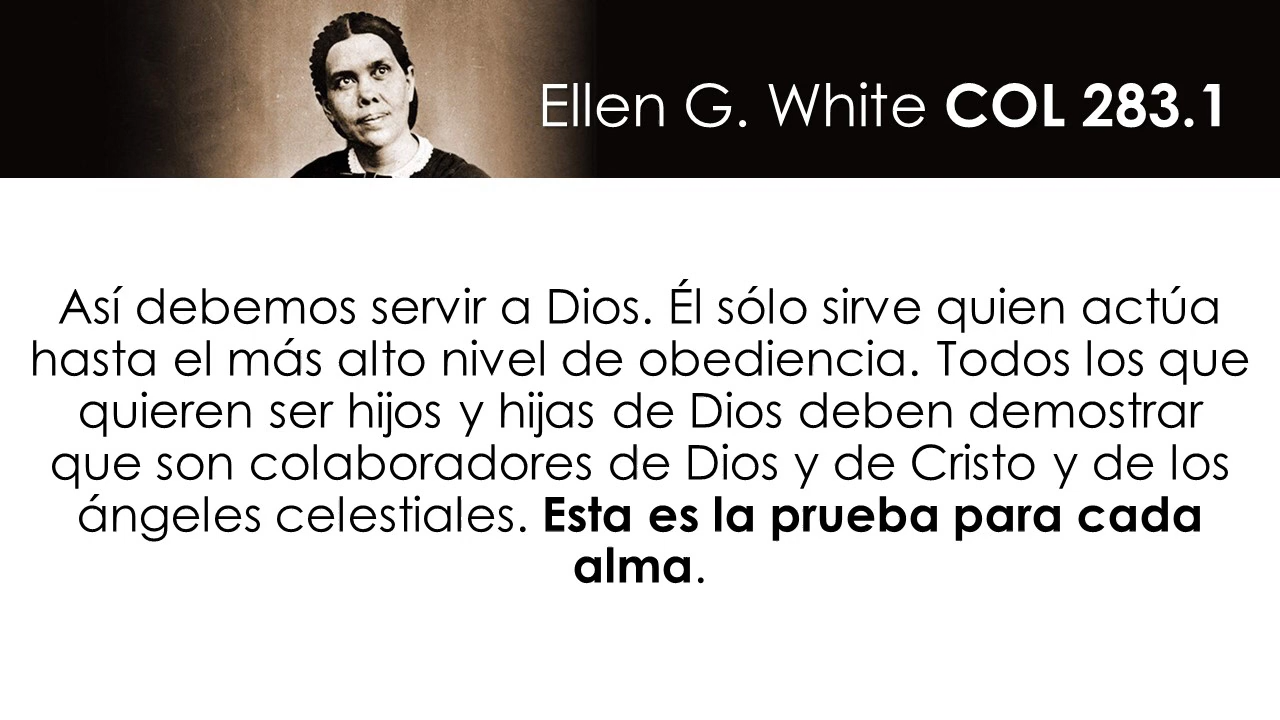 Ellen G. White COL 283.1
Así debemos servir a Dios. Él sólo sirve quien actúa
hasta el más alto nivel de obediencia. Todos los que
quieren ser hijos y hijas de Dios deben demostrar
que son colaboradores de Dios y de Cristo y de los
ángeles celestiales. Esta es la prueba para cada
alma.